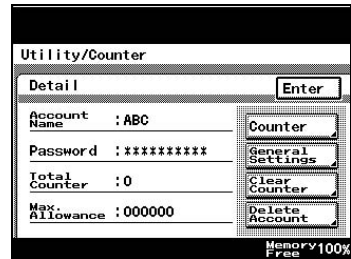 Utility/Counter
Detail
Enter
Account Name :ABC
Counter
Password :**********
General Settings
Total Counter :0
Clear Counter
Max. Allowance :000000
Delete Account
Memory Free 100%